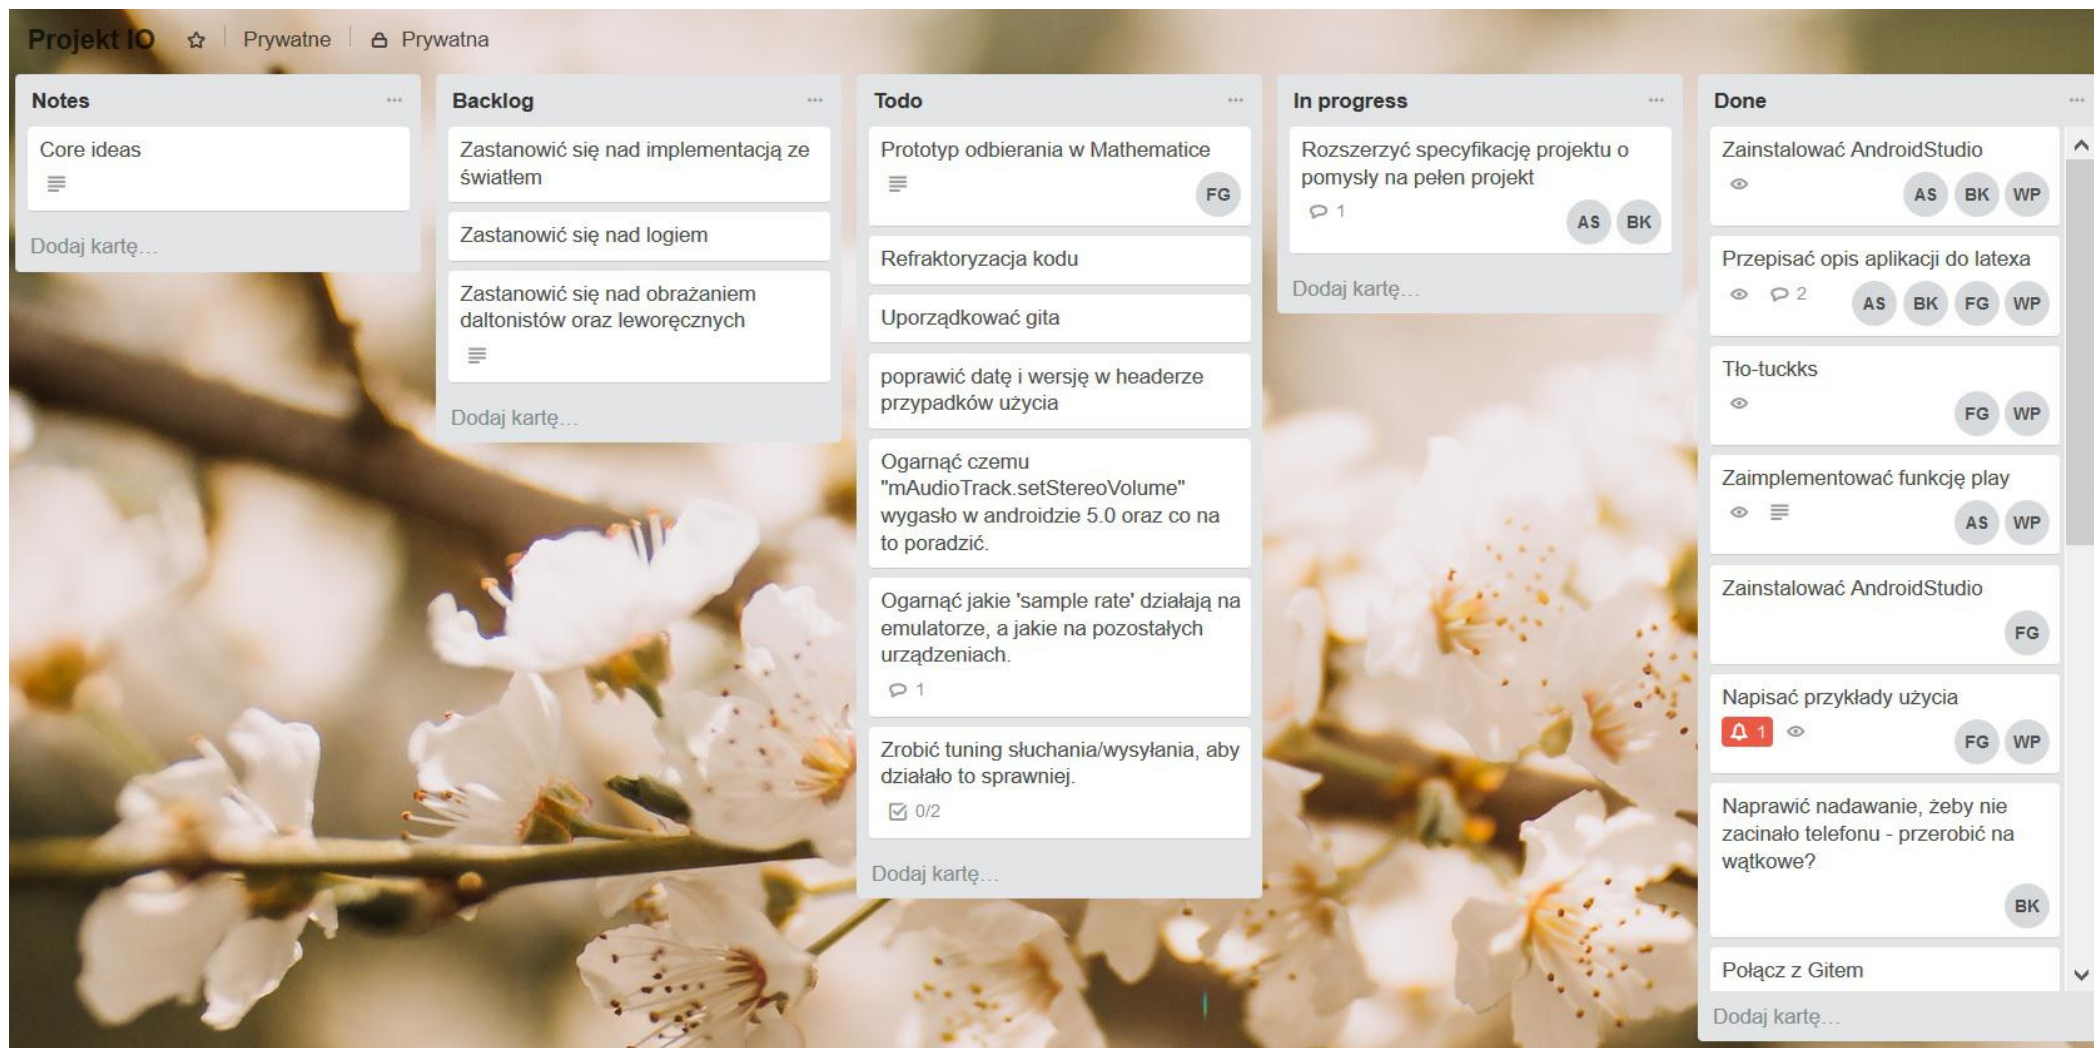 Projekt IO
Prywatne
Prywatna
Notes
Core ideas
Dodaj kartę...
Backlog
Zastanowić się nad implementacją ze
światłem
Zastanowić się nad logiem
Zastanowić się nad obrażaniem
daltonistów oraz leworęcznych
Dodaj kartę...
Todo
Prototyp odbierania w Mathematice
FG
Refraktoryzacja kodu
Uporządkować gita
poprawić datę i wersję w headerze
przypadków użycia
Ogarnąć czemu
"mAudioTrack.setStereoVolume"
wygasło w androidzie 5.0 oraz co na
to poradzić.
Ogarnąć jakie 'sample rate' działają na
emulatorze, a jakie na pozostałych
urządzeniach.
1
Zrobić tuning słuchania/wysyłania, aby
działało to sprawniej.
0/2
Dodaj kartę...
In progress
Rozszerzyć specyfikację projektu o
pomysły na pełen projekt
1
AS BK
Dodaj kartę...
Done
Zainstalować AndroidStudio
AS BK WP
Przepisać opis aplikacji do latexa
2
AS BK FG WP
Tło-tuckks
FG WP
Zaimplementować funkcję play
AS WP
Zainstalować AndroidStudio
FG
Napisać przykłady użycia
1
FG WP
Naprawić nadawanie, żeby nie
zacinało telefonu - przerobić na
wątkowe?
BK
Połącz z Gitem
Dodaj kartę...